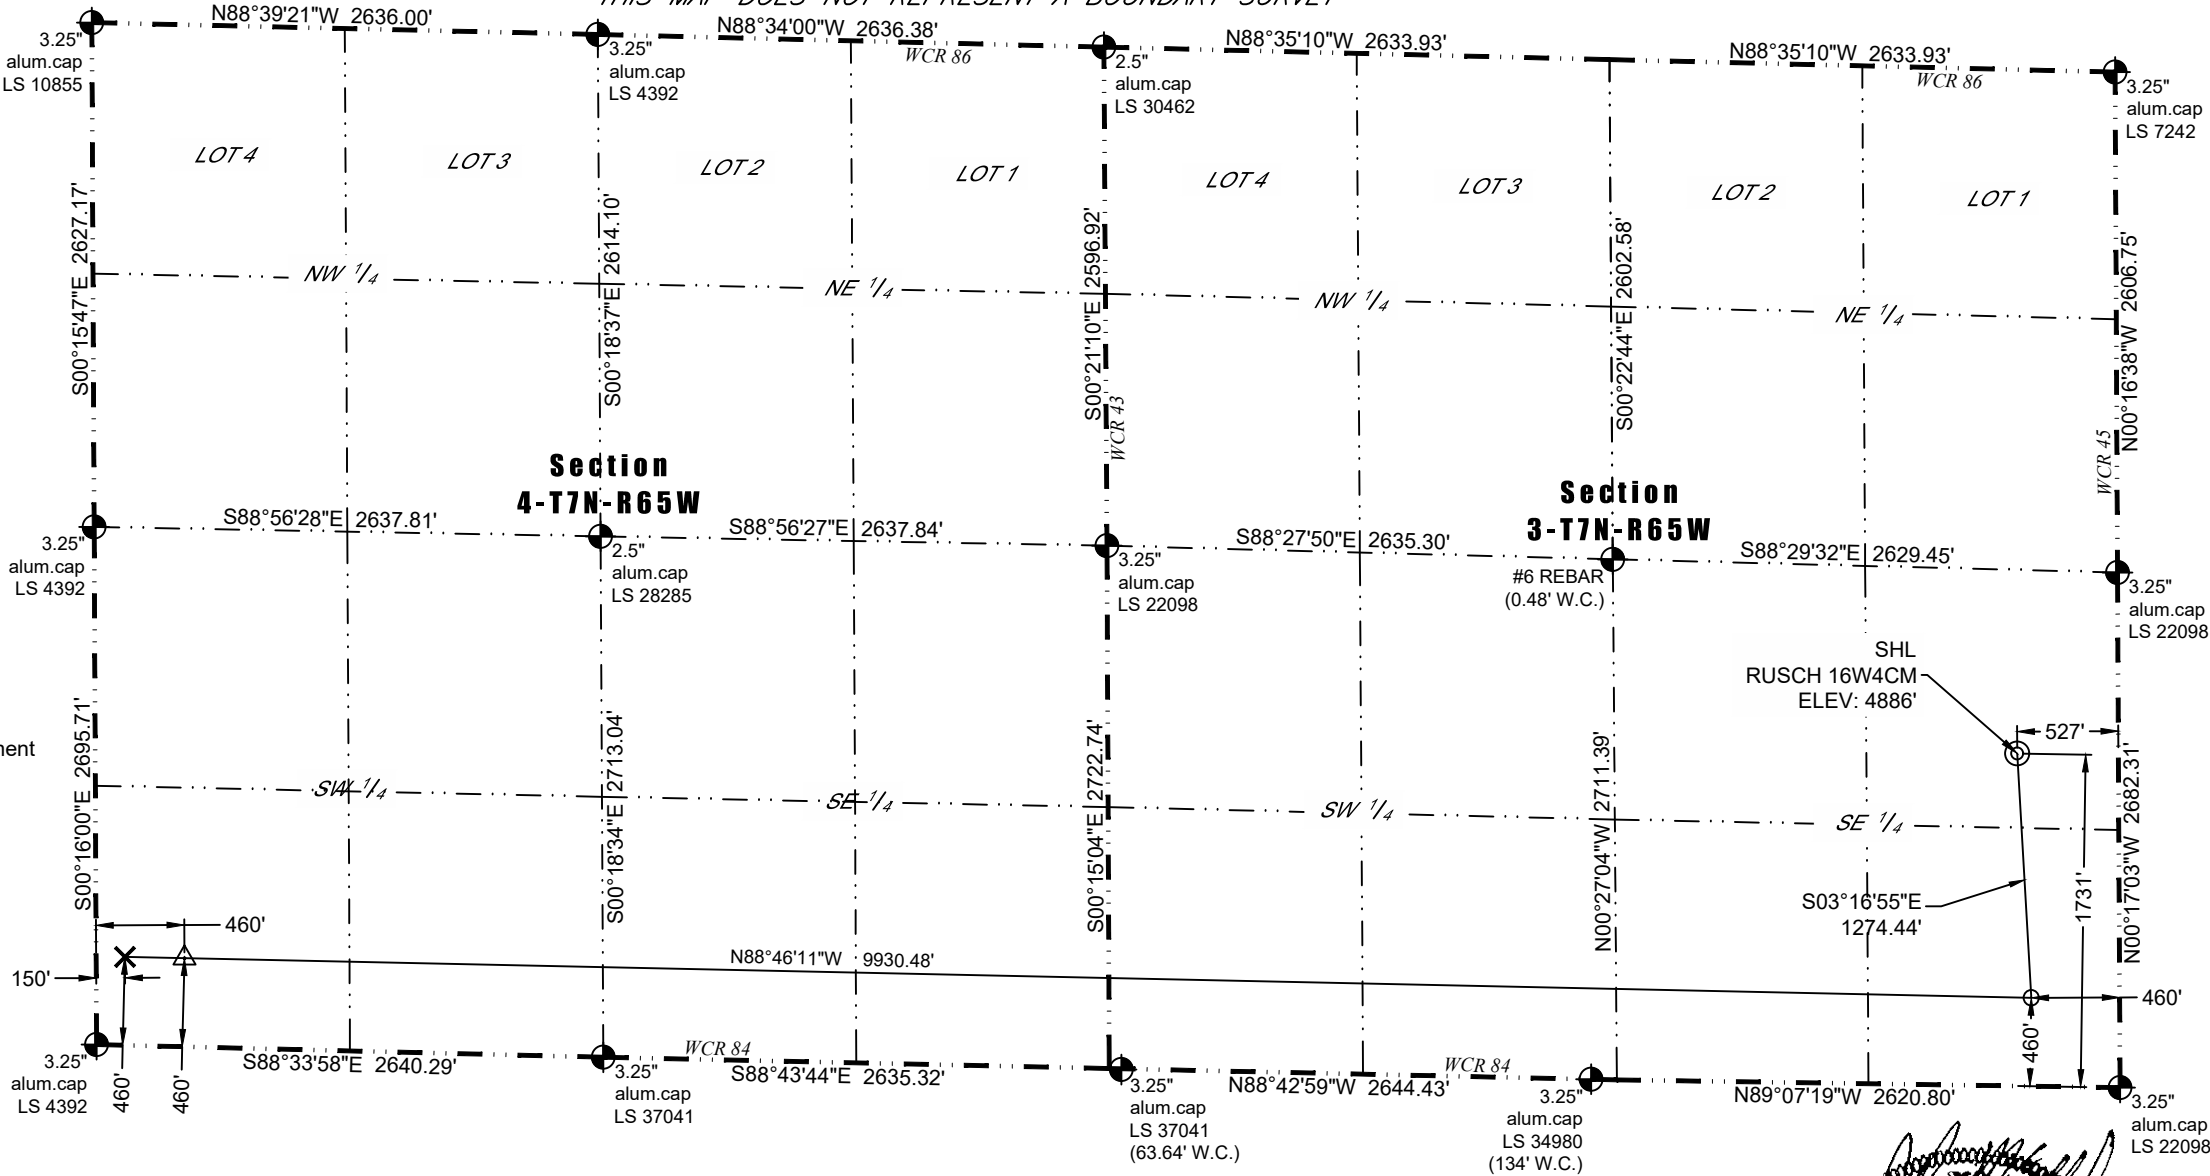 THIS MAP DOES NOT REPRESENT A BOUNDARY SURVEY
N88°39'21"W 2636.00'
N88°34'00"W 2636.38'
N88°35'10"W 2633.93'
N88°35'10"W 2633.93'
WCR 86
WCR 86
3.25"
alum.cap
LS 10855
3.25"
alum.cap
LS 4392
2.5"
alum.cap
LS 30462
3.25"
alum.cap
LS 7242
LOT 4
LOT 3
LOT 2
LOT 1
LOT 4
LOT 3
LOT 2
LOT 1
S00°15'47"E 2627.17'
S00°18'37"E 2614.10'
S00°21'10"E 2596.92'
S00°22'44"E 2602.58'
N00°16'38"W 2606.75'
NW 1/4
NE 1/4
NW 1/4
NE 1/4
WCR 43
WCR 45
Section
4-T7N-R65W
Section
3-T7N-R65W
S88°56'28"E 2637.81'
S88°56'27"E 2637.84'
S88°27'50"E 2635.30'
S88°29'32"E 2629.45'
3.25"
alum.cap
LS 4392
2.5"
alum.cap
LS 28285
3.25"
alum.cap
LS 22098
#6 REBAR
(0.48' W.C.)
3.25"
alum.cap
LS 22098
SHL
RUSCH 16W4CM
ELEV: 4886'
527'
S00°16'00"E 2695.71'
S00°18'34"E 2713.04'
S00°15'04"E 2722.74'
N00°27'04"W 2711.39'
N00°17'03"W 2682.31'
SW 1/4
SE 1/4
SW 1/4
SE 1/4
S03°16'55"E
1274.44'
1731'
460'
N88°46'11"W 9930.48'
150'
460'
460'
460'
460'
S88°33'58"E 2640.29'
WCR 84
S88°43'44"E 2635.32'
N88°42'59"W 2644.43'
WCR 84
N89°07'19"W 2620.80'
3.25"
alum.cap
LS 4392
3.25"
alum.cap
LS 37041
3.25"
alum.cap
LS 37041
(63.64' W.C.)
3.25"
alum.cap
LS 34980
(134' W.C.)
3.25"
alum.cap
LS 22098